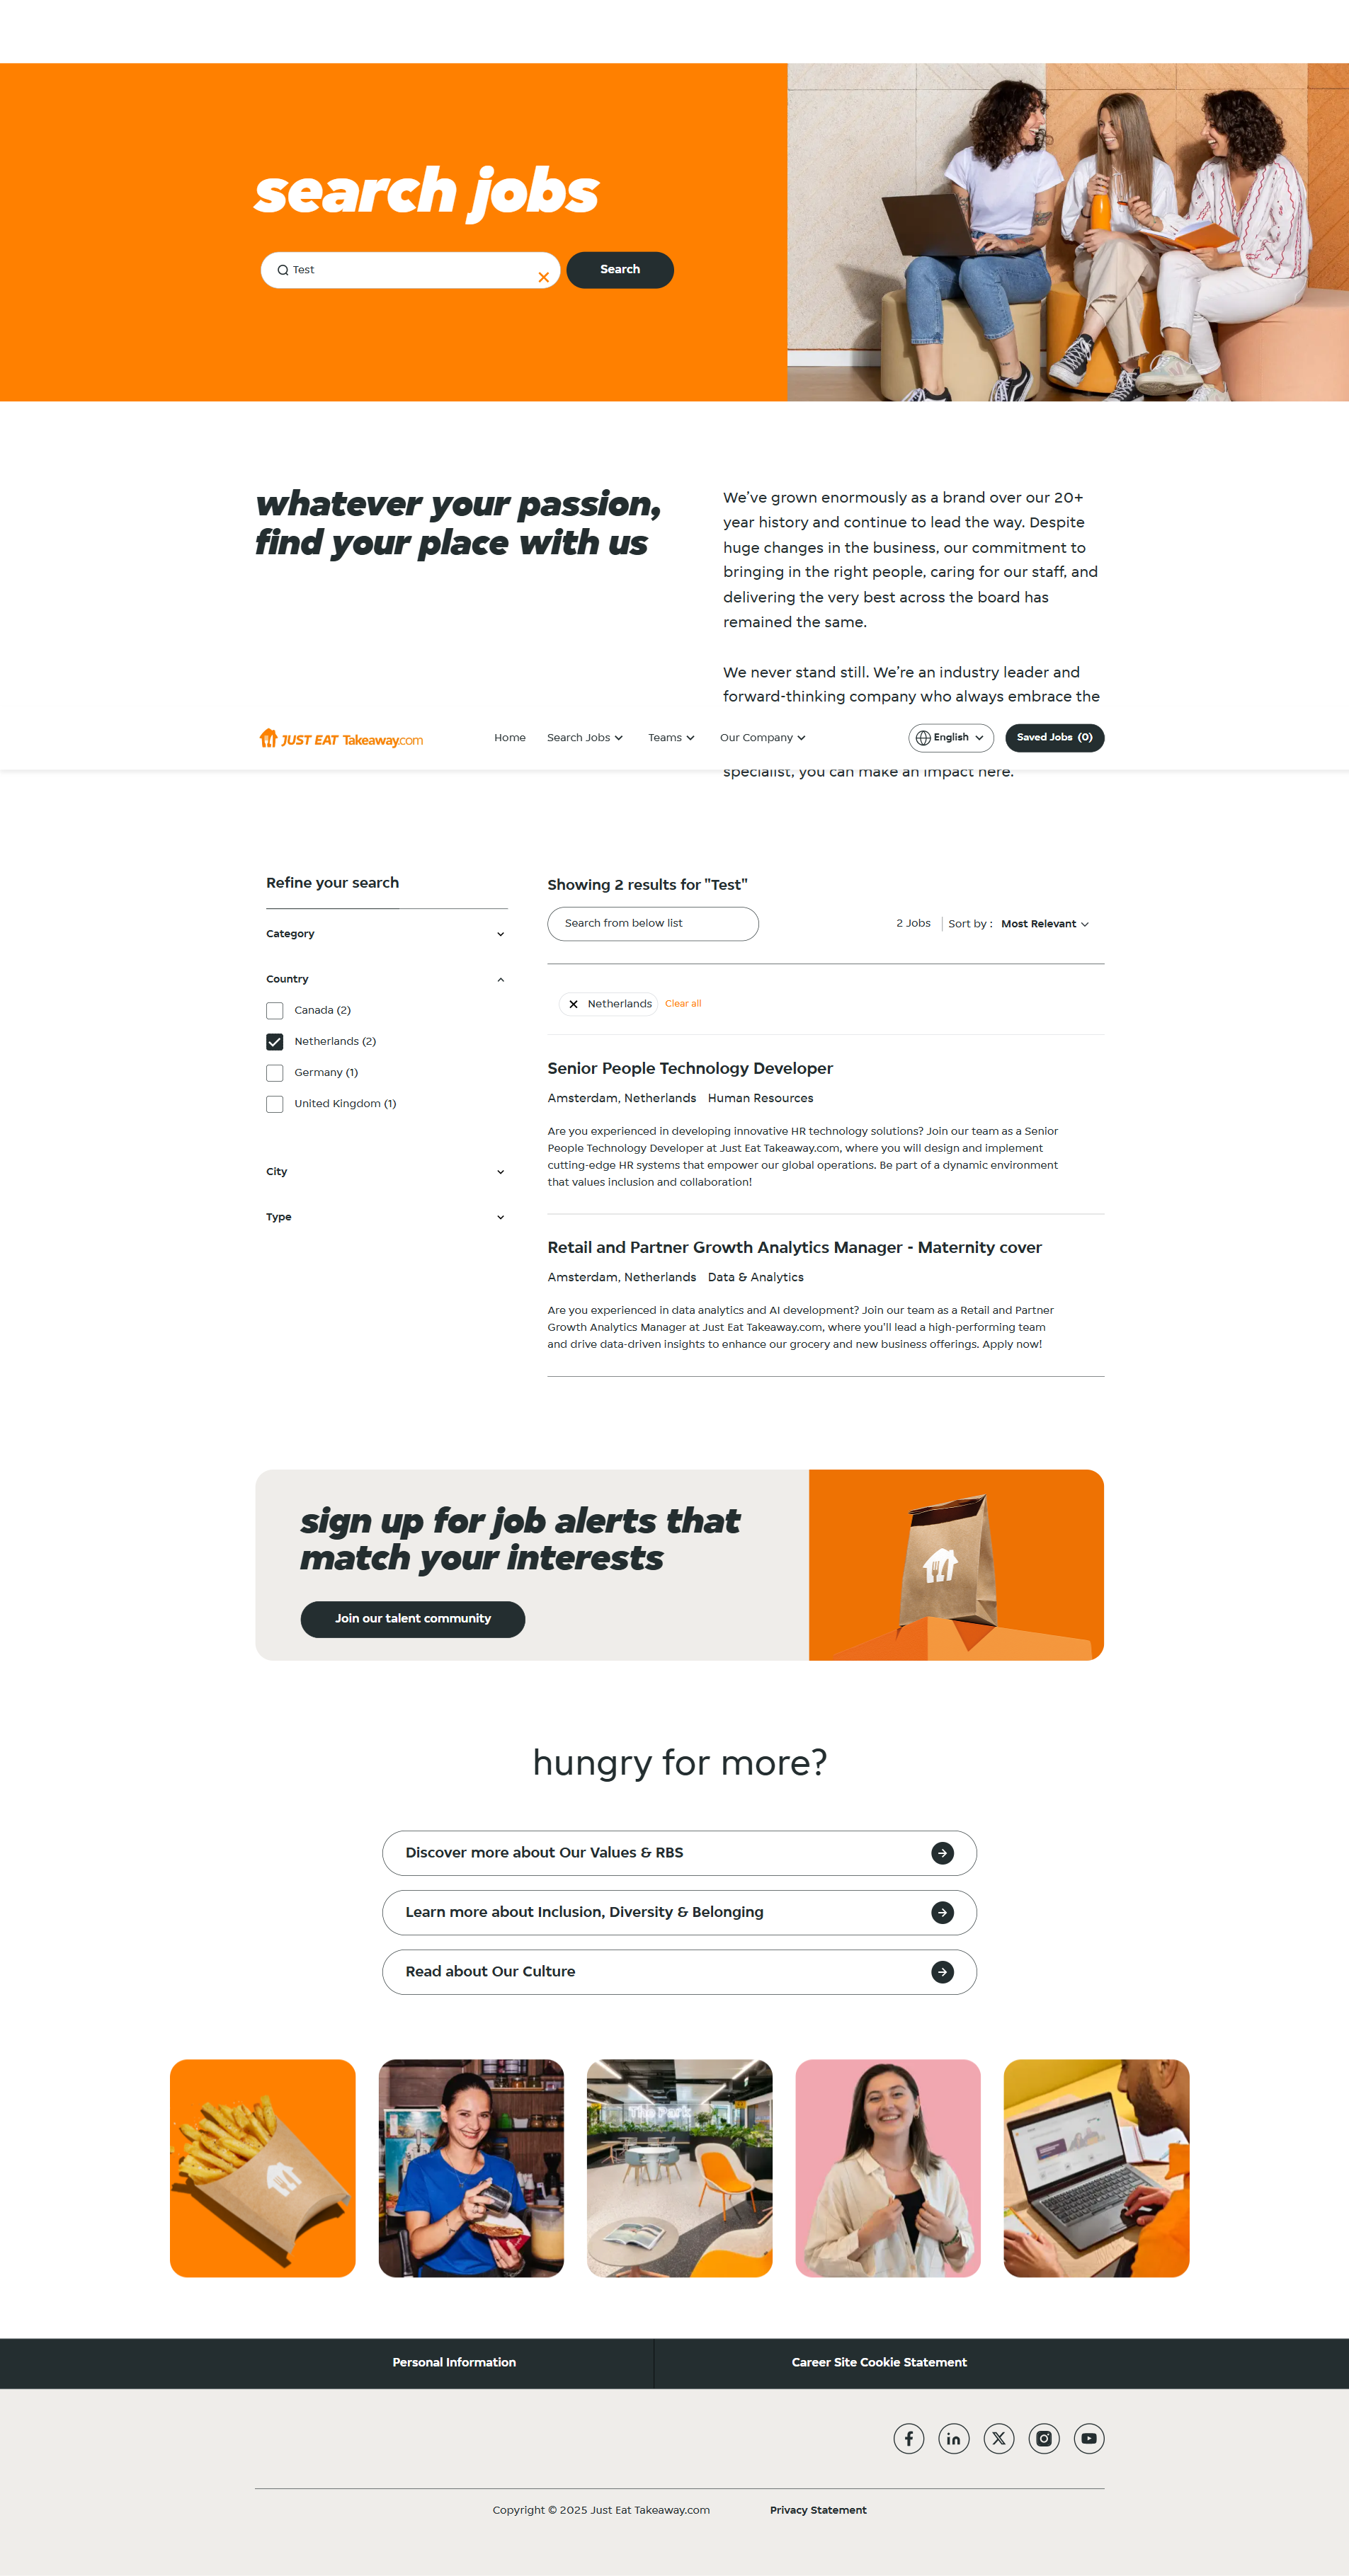 search jobs
Test
Search
whatever your passion,
find your place with us
We've grown enormously as a brand over our 20+
year history and continue to lead the way. Despite
huge changes in the business, our commitment to
bringing in the right people, caring for our staff, and
delivering the very best across the board has
remained the same.
We never stand still. We're an industry leader and
forward-thinking company who always embrace the
JUST EAT Takeaway.com
Home
Search Jobs
Teams
Our Company
English
Saved Jobs (0)
specialist, you can make an impact here.
Refine your search
Category
Country
Canada (2)
Netherlands (2)
Germany (1)
United Kingdom (1)
City
Type
Showing 2 results for "Test"
Search from below list
2 Jobs
Sort by : Most Relevant
Netherlands
Clear all
Senior People Technology Developer
Amsterdam, Netherlands Human Resources
Are you experienced in developing innovative HR technology solutions? Join our team as a Senior
People Technology Developer at Just Eat Takeaway.com, where you will design and implement
cutting-edge HR systems that empower our global operations. Be part of a dynamic environment
that values inclusion and collaboration!
Retail and Partner Growth Analytics Manager - Maternity cover
Amsterdam, Netherlands Data & Analytics
Are you experienced in data analytics and AI development? Join our team as a Retail and Partner
Growth Analytics Manager at Just Eat Takeaway.com, where you'll lead a high-performing team
and drive data-driven insights to enhance our grocery and new business offerings. Apply now!
sign up for job alerts that
match your interests
Join our talent community
hungry for more?
Discover more about Our Values & RBS
Learn more about Inclusion, Diversity & Belonging
Read about Our Culture
Personal Information
Career Site Cookie Statement
Copyright © 2025 Just Eat Takeaway.com
Privacy Statement